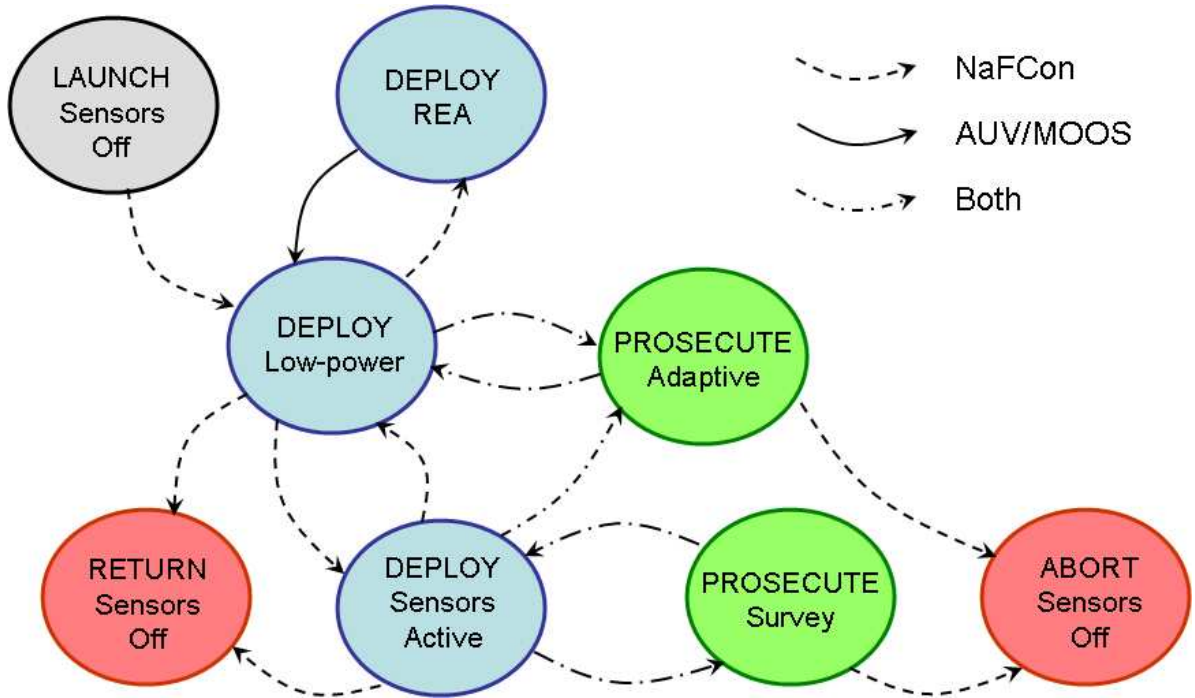 LAUNCH
Sensors
Off
DEPLOY
REA
NaFCon
AUV/MOOS
Both
DEPLOY
Low-power
PROSECUTE
Adaptive
RETURN
Sensors
Off
DEPLOY
Sensors
Active
PROSECUTE
Survey
ABORT
Sensors
Off